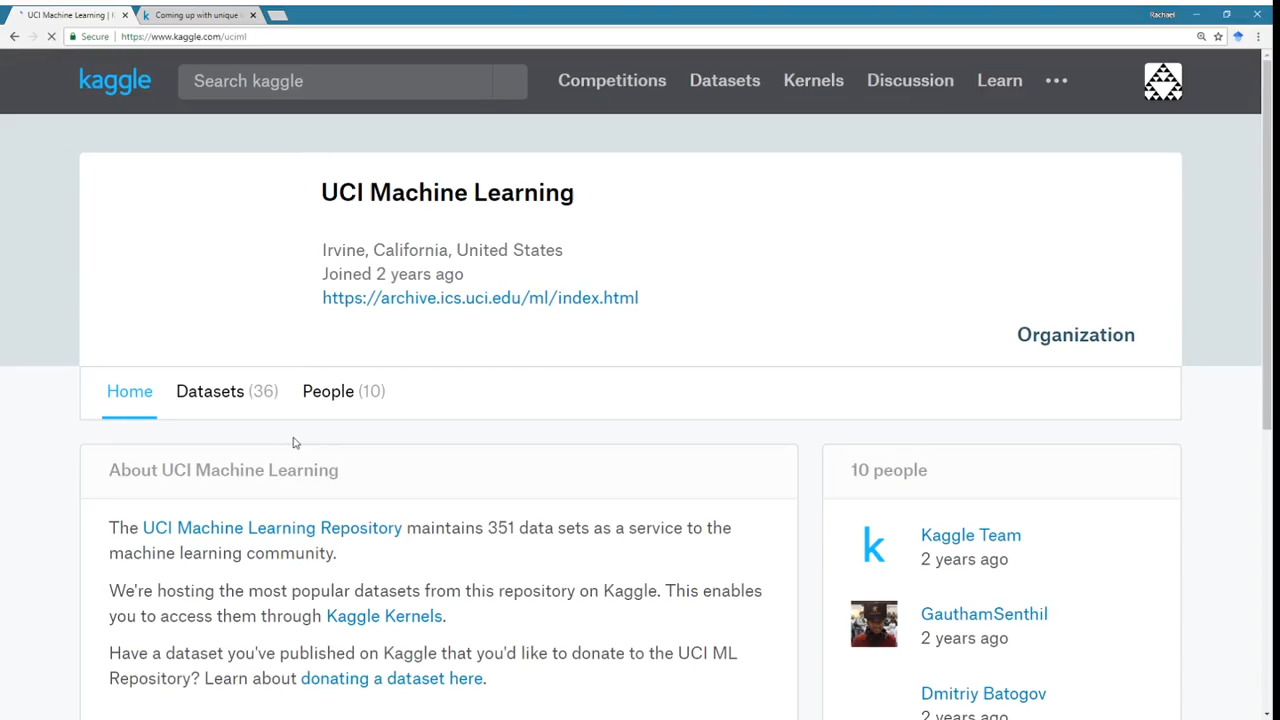 UCI Machine Learning |
Coming up with unique
Rachael
Secure
https://www.kaggle.com/uciml
kaggle
Search kaggle
Competitions
Datasets
Kernels
Discussion
Learn
•••
UCI Machine Learning
Irvine, California, United States
Joined 2 years ago
https://archive.ics.uci.edu/ml/index.html
Organization
Home
Datasets (36)
People (10)
About UCI Machine Learning
The UCI Machine Learning Repository maintains 351 data sets as a service to the
machine learning community.
We're hosting the most popular datasets from this repository on Kaggle. This enables
you to access them through Kaggle Kernels.
Have a dataset you've published on Kaggle that you'd like to donate to the UCI ML
Repository? Learn about donating a dataset here.
10 people
k
Kaggle Team
2 years ago
GauthamSenthil
2 years ago
Dmitriy Batogov
2 years ago